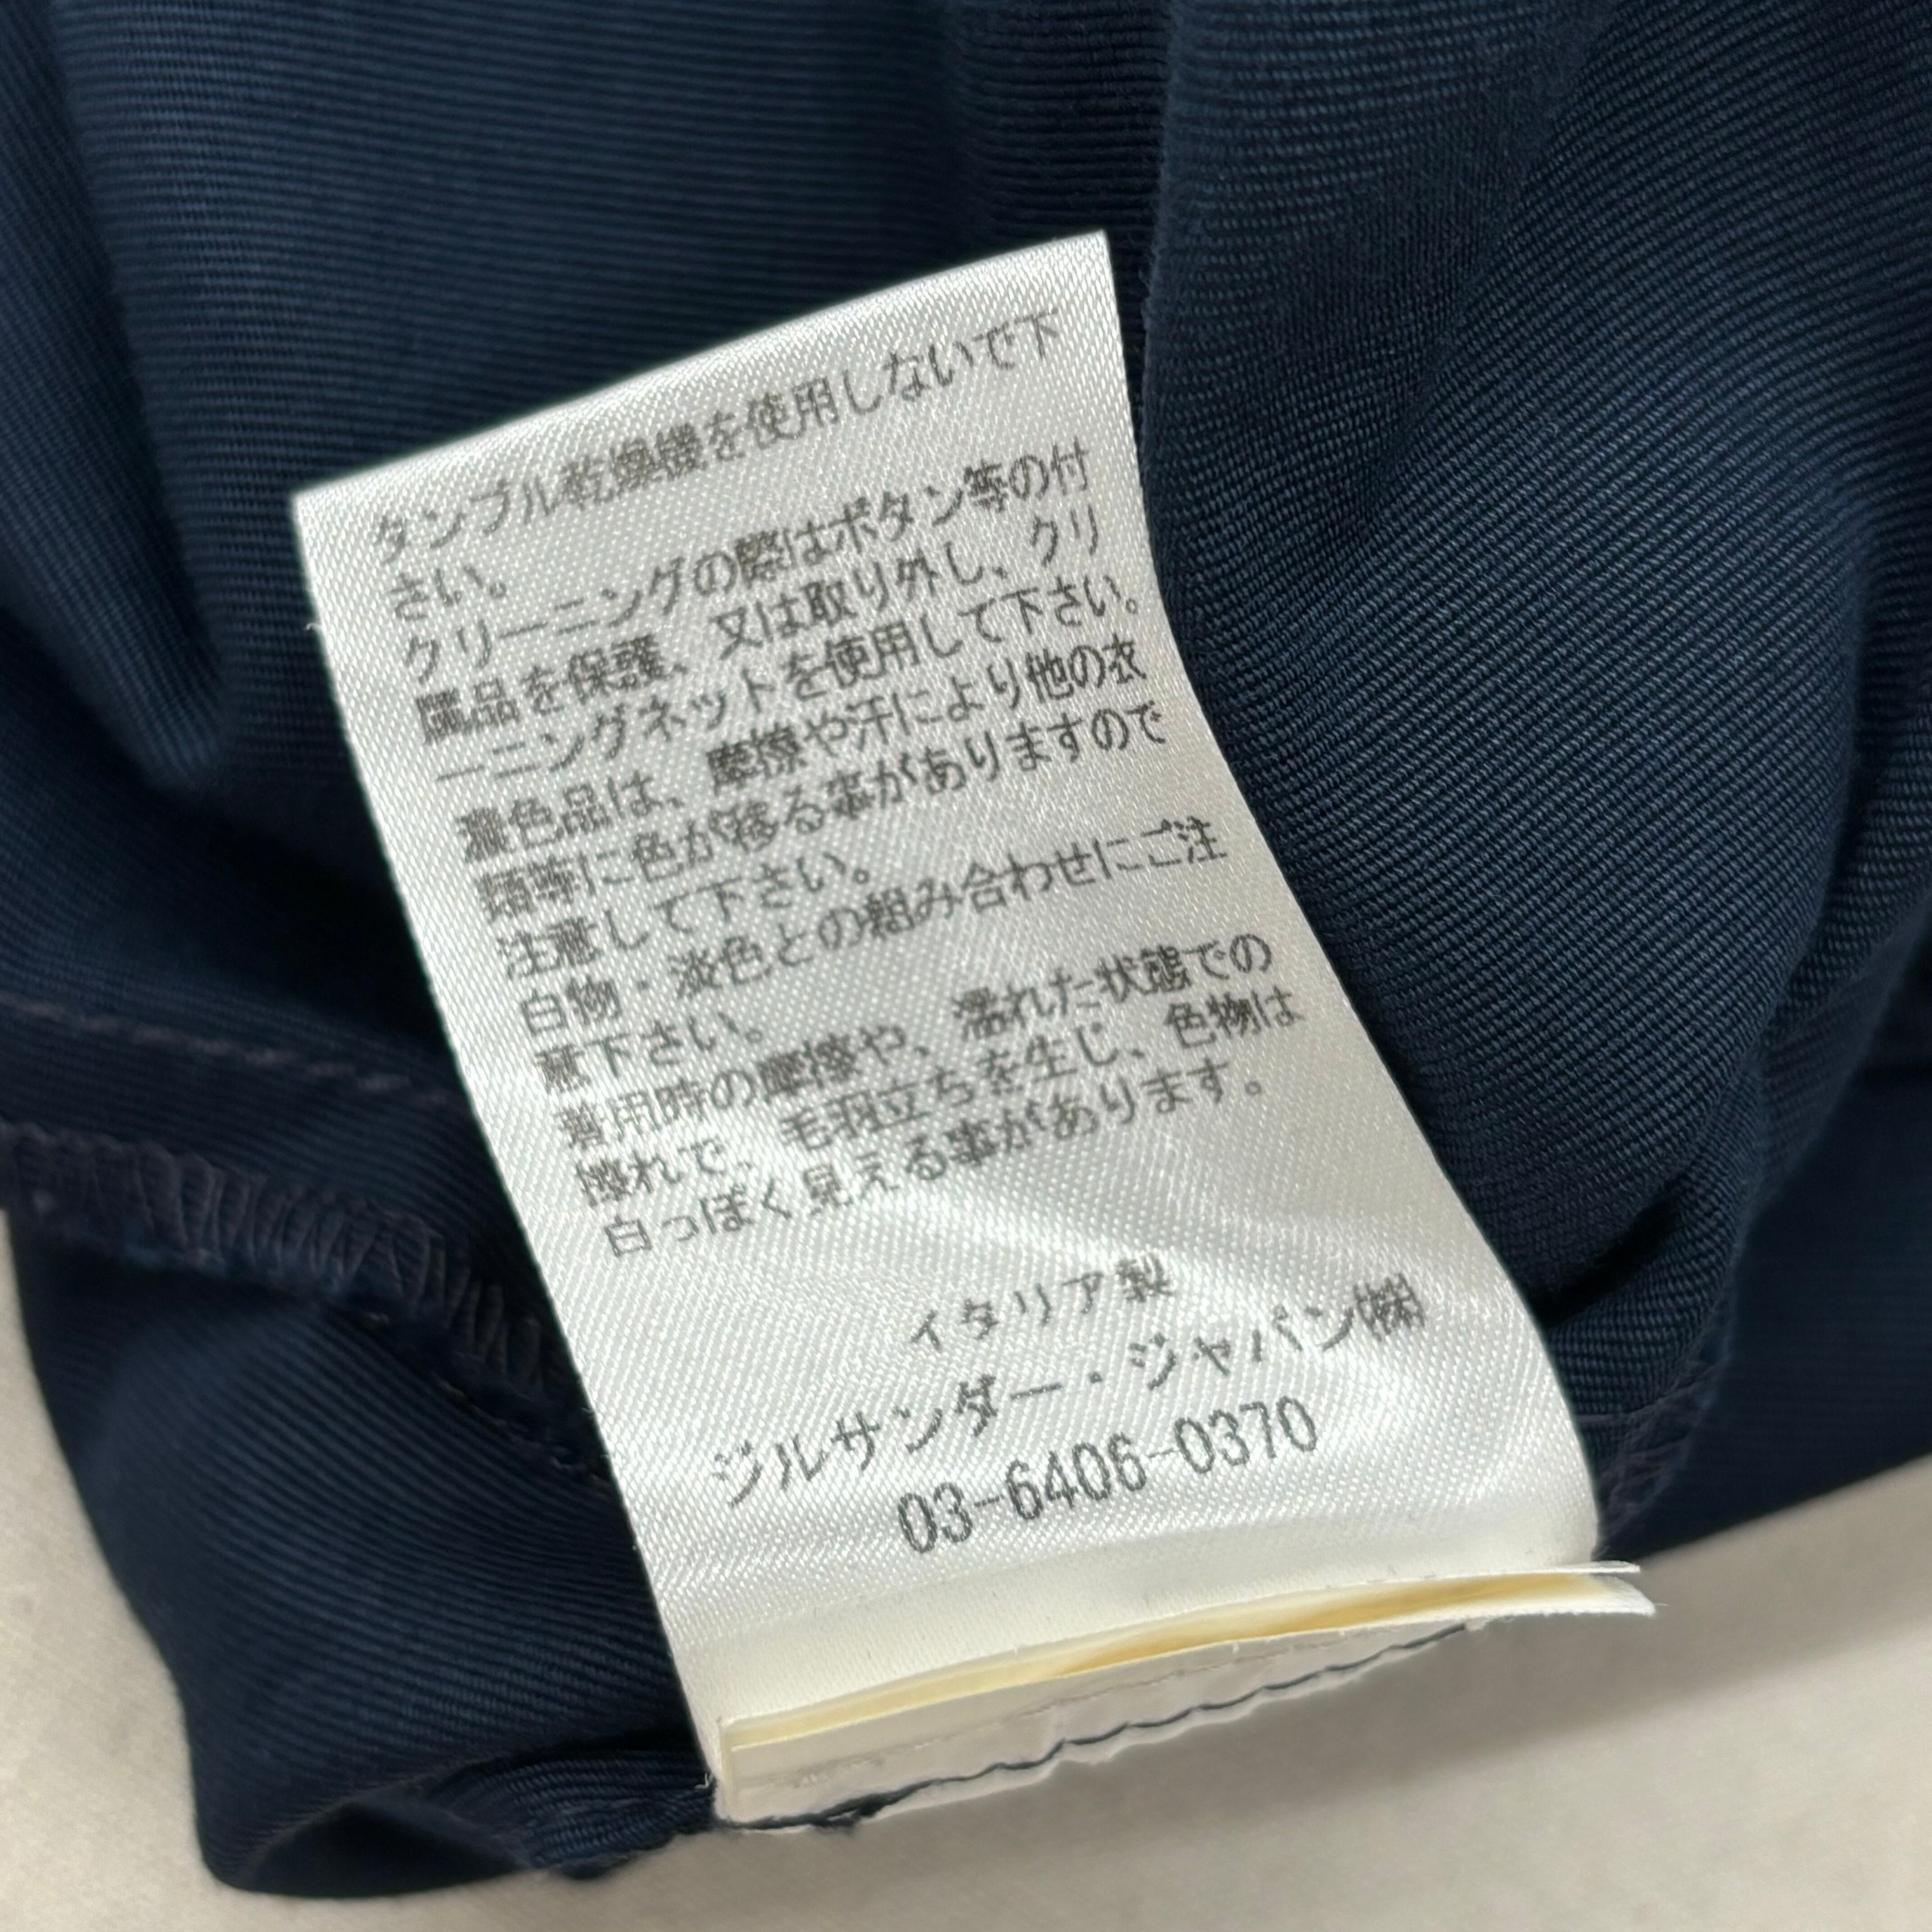 タンブル乾燥機を使用しないで下
さい。
クリーニングの際はボタン等の付
属品を保護、又は取り外し、クリ
ーニングネットを使用して下さい。
濃色品は、摩擦や汗により他の衣
類等に色が移る事がありますので
注意して下さい。
白物・淡色との組み合わせにご注
意下さい。
着用時の摩擦や、濡れた状態での
擦れで、毛羽立ちを生じ、色物は
白っぽく見える事があります。
イタリア製
ジルサンダー・ジャパン㈱
03-6406-0370